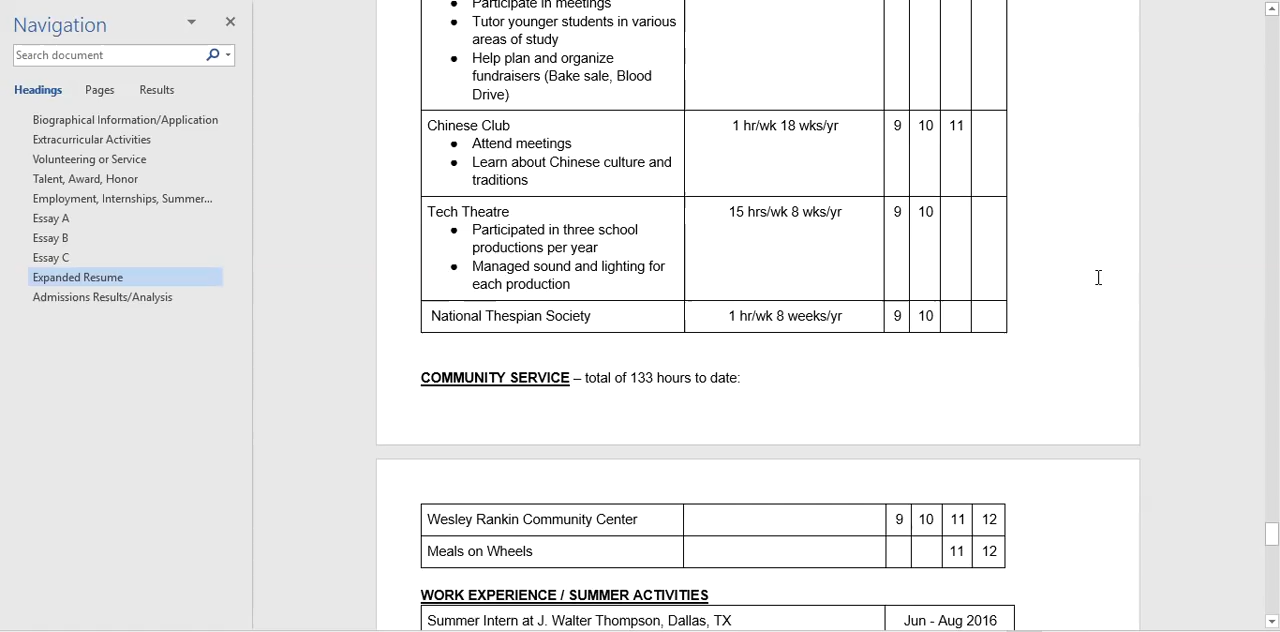 Navigation
Search document
Headings Pages Results
Biographical Information/Application
Extracurricular Activities
Volunteering or Service
Talent, Award, Honor
Employment, Internships, Summer...
Essay A
Essay B
Essay C
Expanded Resume
Admissions Results/Analysis
● Participate in meetings
● Tutor younger students in various
areas of study
● Help plan and organize
fundraisers (Bake sale, Blood
Drive)
Chinese Club 1 hr/wk 18 wks/yr 9 10 11
● Attend meetings
● Learn about Chinese culture and
traditions
Tech Theatre 15 hrs/wk 8 wks/yr 9 10
● Participated in three school
productions per year
● Managed sound and lighting for
each production
National Thespian Society 1 hr/wk 8 weeks/yr 9 10
COMMUNITY SERVICE – total of 133 hours to date:
Wesley Rankin Community Center 9 10 11 12
Meals on Wheels 11 12
WORK EXPERIENCE / SUMMER ACTIVITIES
Summer Intern at J. Walter Thompson, Dallas, TX Jun - Aug 2016